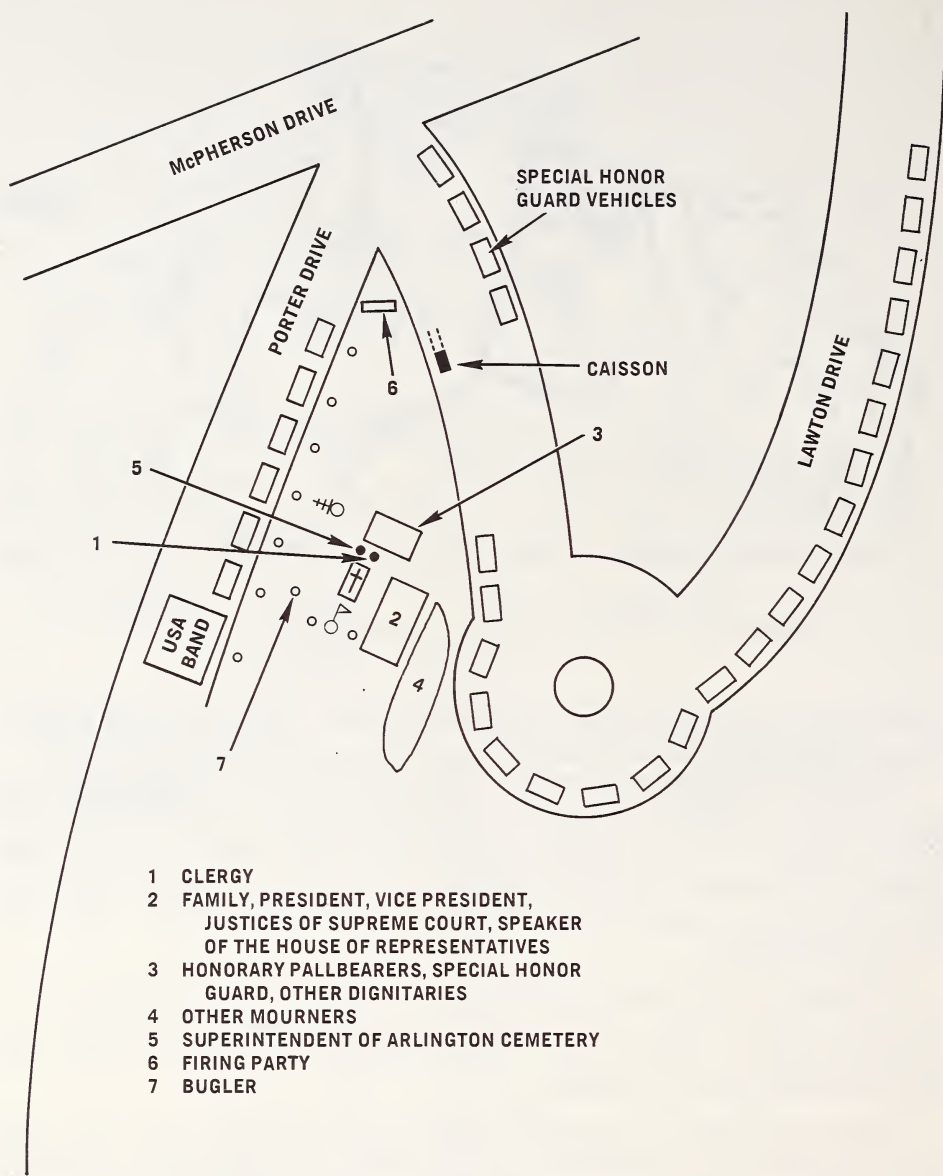 McPHERSON DRIVE
SPECIAL HONOR
GUARD VEHICLES
PORTER DRIVE
CAISSON
6
LAWTON DRIVE
3
5
1
2
USA
BAND
4
7
1 CLERGY
2 FAMILY, PRESIDENT, VICE PRESIDENT,
JUSTICES OF SUPREME COURT, SPEAKER
OF THE HOUSE OF REPRESENTATIVES
3 HONORARY PALLBEARERS, SPECIAL HONOR
GUARD, OTHER DIGNITARIES
4 OTHER MOURNERS
5 SUPERINTENDENT OF ARLINGTON CEMETERY
6 FIRING PARTY
7 BUGLER